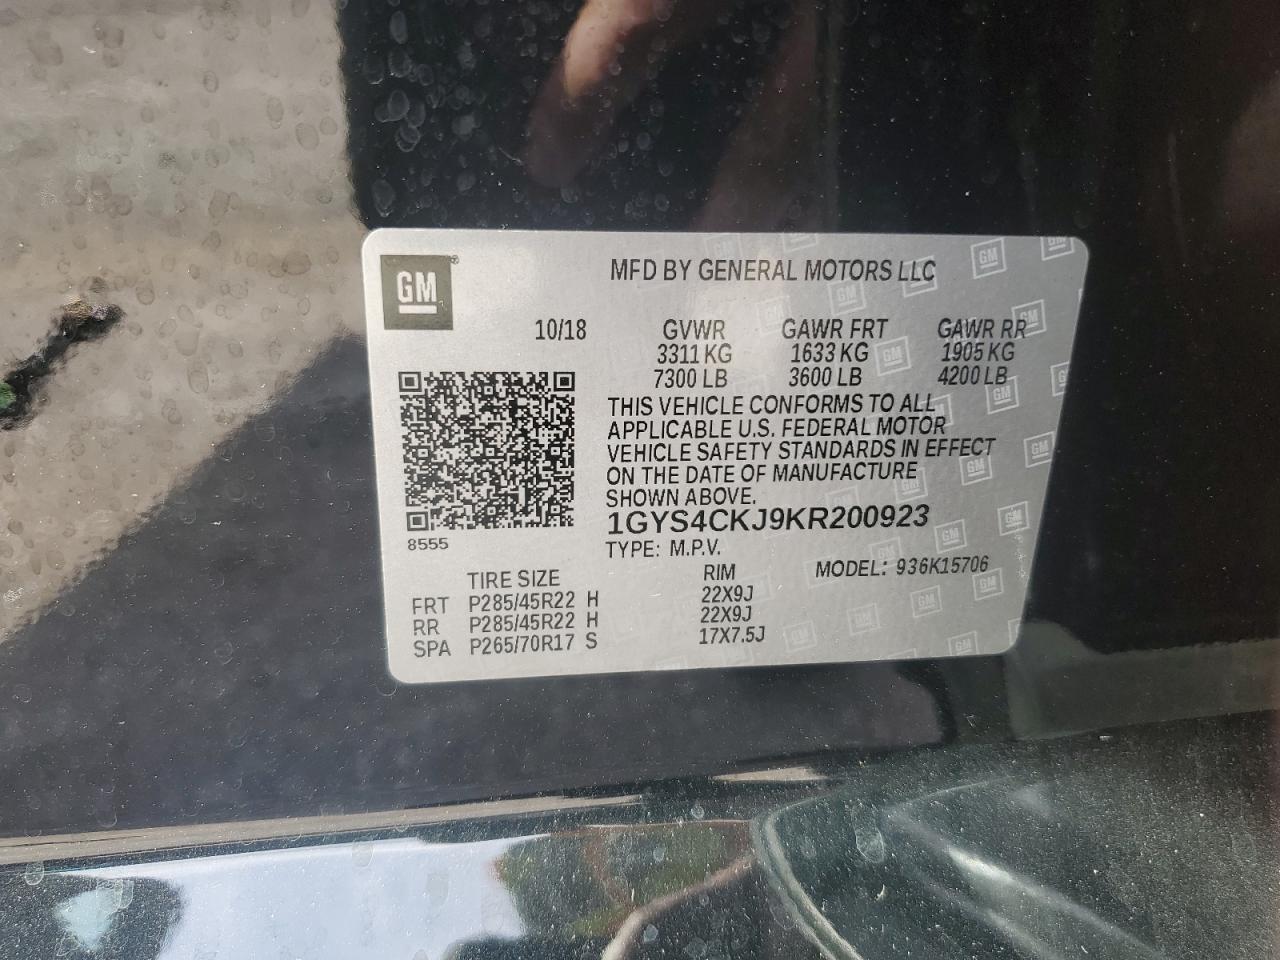 GM®
MFD BY GENERAL MOTORS LLC
10/18 GVWR GAWR FRT GAWR RR
3311 KG 1633 KG 1905 KG
7300 LB 3600 LB 4200 LB
THIS VEHICLE CONFORMS TO ALL
APPLICABLE U.S. FEDERAL MOTOR
VEHICLE SAFETY STANDARDS IN EFFECT
ON THE DATE OF MANUFACTURE
SHOWN ABOVE.
1GYS4CKJ9KR200923
8555
TYPE: M.P.V.
MODEL: 936K15706
TIRE SIZE RIM
FRT P285/45R22 H 22X9J
RR P285/45R22 H 22X9J
SPA P265/70R17 S 17X7.5J